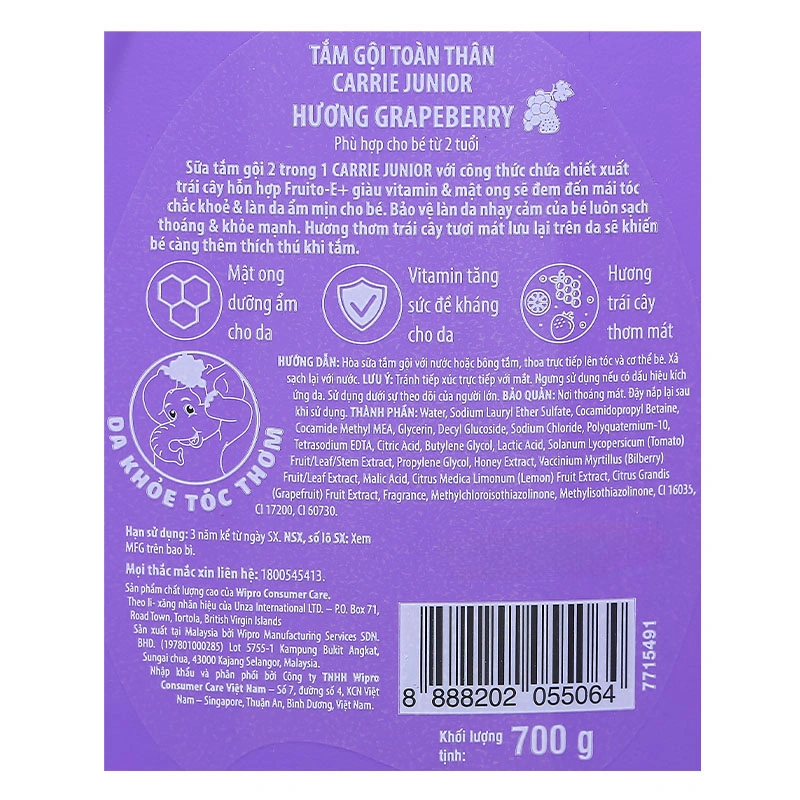 TẮM GỘI TOÀN THÂN
CARRIE JUNIOR
HƯƠNG GRAPEBERRY
Phù hợp cho bé từ 2 tuổi
Sữa tắm gội 2 trong 1 CARRIE JUNIOR với công thức chứa chiết xuất
trái cây hỗn hợp Fruito-E+ giàu vitamin & mật ong sẽ đem đến mái tóc
chắc khoẻ & làn da ẩm mịn cho bé. Bảo vệ làn da nhạy cảm của bé luôn sạch
thoáng & khỏe mạnh. Hương thơm trái cây tươi mát lưu lại trên da sẽ khiến
bé càng thêm thích thú khi tắm.
Mật ong
dưỡng ẩm
cho da
Vitamin tăng
sức đề kháng
cho da
Hương
trái cây
thơm mát
DA KHỎE TÓC THƠM
HƯỚNG DẪN: Hòa sữa tắm gội với nước hoặc bông tắm, thoa trực tiếp lên tóc và cơ thể bé. Xả
sạch lại với nước. LƯU Ý: Tránh tiếp xúc trực tiếp với mắt. Ngưng sử dụng nếu có dấu hiệu kích
ứng da. Sử dụng dưới sự theo dõi của người lớn. BẢO QUẢN: Nơi thoáng mát. Đậy nắp lại sau
khi sử dụng. THÀNH PHẦN: Water, Sodium Lauryl Ether Sulfate, Cocamidopropyl Betaine,
Cocamide Methyl MEA, Glycerin, Decyl Glucoside, Sodium Chloride, Polyquaternium-10,
Tetrasodium EDTA, Citric Acid, Butylene Glycol, Lactic Acid, Solanum Lycopersicum (Tomato)
Fruit/Leaf/Stem Extract, Propylene Glycol, Honey Extract, Vaccinium Myrtillus (Bilberry)
Fruit/Leaf Extract, Malic Acid, Citrus Medica Limonum (Lemon) Fruit Extract, Citrus Grandis
(Grapefruit) Fruit Extract, Fragrance, Methylchloroisothiazolinone, Methylisothiazolinone, CI 16035,
CI 17200, CI 60730.
Hạn sử dụng: 3 năm kể từ ngày SX. NSX, số lô SX: Xem
MFG trên bao bì.
Mọi thắc mắc xin liên hệ: 1800545413.
Sản phẩm chất lượng cao của Wipro Consumer Care.
Theo li- xăng nhãn hiệu của Unza International LTD. – P.O. Box 71,
Road Town, Tortola, British Virgin Islands
Sản xuất tại Malaysia bởi Wipro Manufacturing Services SDN.
BHD. (197801000285) Lot 5755-1 Kampung Bukit Angkat,
Sungai chua, 43000 Kajang Selangor, Malaysia.
Nhập khẩu và phân phối bởi Công ty TNHH Wipro
Consumer Care Việt Nam – Số 7, đường số 4, KCN Việt
Nam – Singapore, Thuận An, Bình Dương, Việt Nam.
8 888202 055064
7715491
Khối lượng
tịnh: 700 g